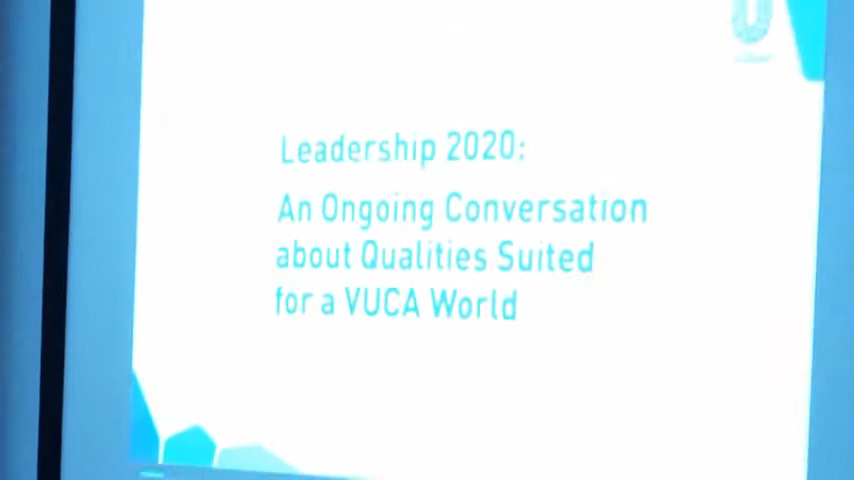 Leadership 2020:
An Ongoing Conversation
about Qualities Suited
for a VUCA World